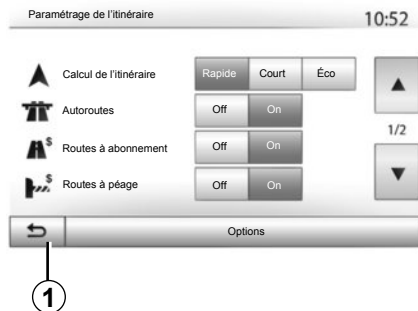 Paramétrage de l'itinéraire 10:52
Calcul de l'itinéraire Rapide Court Éco
Autoroutes Off On
1/2
$ Routes à abonnement Off On
$ Routes à péage Off On
Options
1